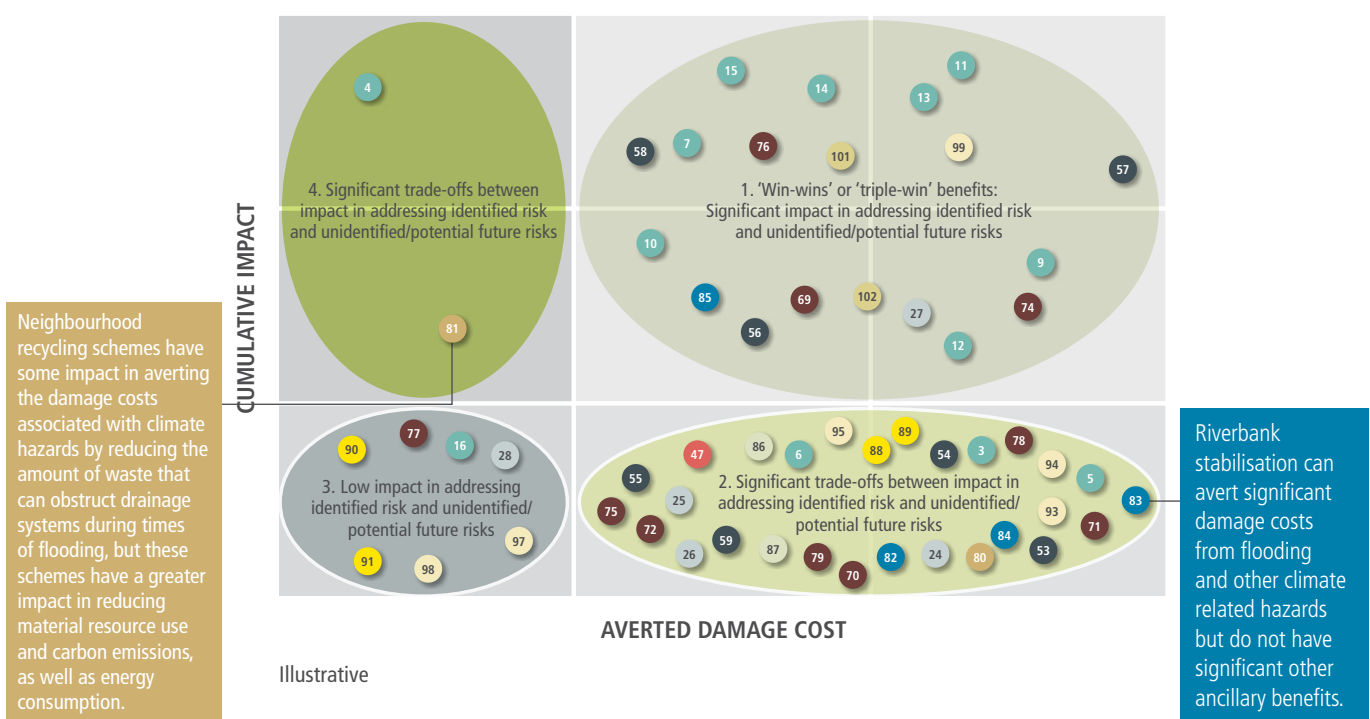 CUMULATIVE IMPACT
4
15
14
11
13
58
7
76
101
99
57
4. Significant trade-offs between
impact in addressing identified risk
and unidentified/potential future risks
1. ‘Win-wins’ or ‘triple-win’ benefits:
Significant impact in addressing identified risk
and unidentified/potential future risks
10
9
85
69
102
27
74
81
56
12
Neighbourhood
recycling schemes have
some impact in averting
the damage costs
associated with climate
hazards by reducing the
amount of waste that
can obstruct drainage
systems during times
of flooding, but these
schemes have a greater
impact in reducing
material resource use
and carbon emissions,
as well as energy
consumption.
90
77
16
28
3. Low impact in addressing
identified risk and unidentified/
potential future risks
91
98
97
47
86
6
95
88
89
54
3
78
94
5
55
25
75
72
2. Significant trade-offs between impact in
addressing identified risk and unidentified/
potential future risks
93
83
71
26
59
87
79
70
82
24
80
84
53
Riverbank
stabilisation can
avert significant
damage costs
from flooding
and other climate
related hazards
but do not have
significant other
ancillary benefits.
AVERTED DAMAGE COST
Illustrative